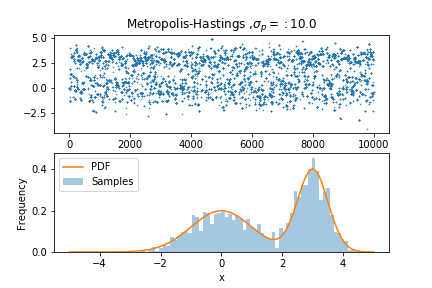 Metropolis-Hastings ,σₚ = :10.0
5.0
2.5
0.0
−2.5
0 2000 4000 6000 8000 10000
PDF
Samples
Frequency
0.4
0.2
0.0
−4 −2 0 2 4
x